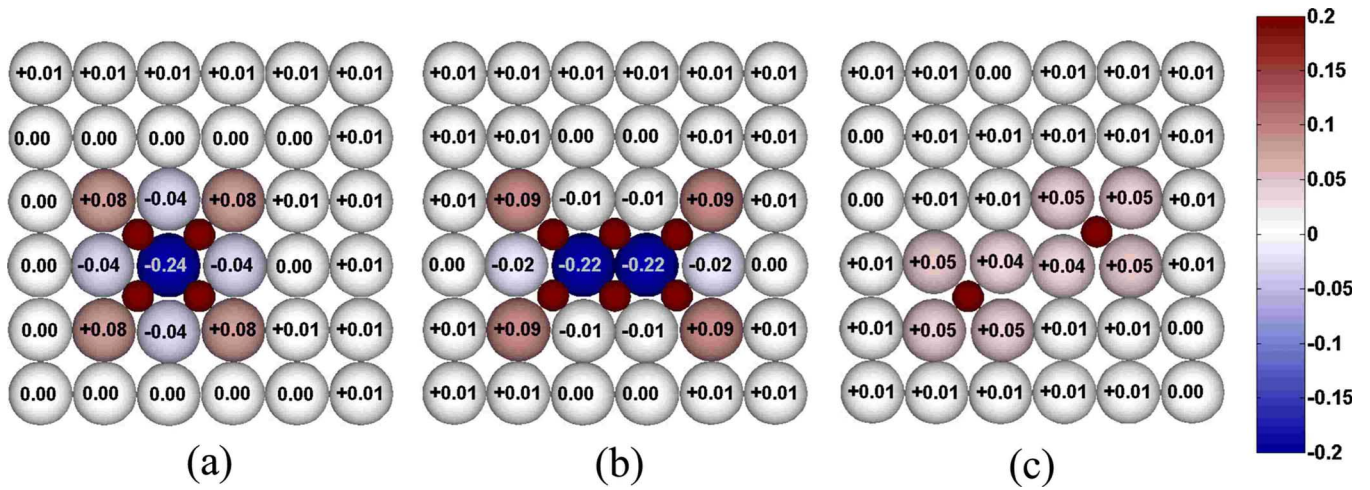 +0.01 +0.01 +0.01 +0.01 +0.01 +0.01
0.00 0.00 0.00 0.00 0.00 +0.01
0.00 +0.08 -0.04 +0.08 +0.01 +0.01
0.00 -0.04 -0.24 -0.04 0.00 +0.01
0.00 +0.08 -0.04 +0.08 +0.01 +0.01
0.00 0.00 0.00 0.00 +0.01 +0.01
(a)
+0.01 +0.01 +0.01 +0.01 +0.01 +0.01
+0.01 +0.01 0.00 0.00 +0.01 +0.01
+0.01 +0.09 -0.01 -0.01 +0.09 +0.01
0.00 -0.02 -0.22 -0.22 -0.02 0.00
+0.01 +0.09 -0.01 -0.01 +0.09 +0.01
+0.01 +0.01 0.00 0.00 +0.01 +0.01
(b)
+0.01 +0.01 0.00 +0.01 +0.01 +0.01
0.00 +0.01 +0.01 +0.01 +0.01 +0.01
0.00 +0.01 +0.01 +0.05 +0.05 +0.01
+0.01 +0.05 +0.04 +0.04 +0.05 +0.01
+0.01 +0.05 +0.05 +0.01 +0.01 0.00
+0.01 +0.01 +0.01 +0.01 +0.01 0.00
(c)
0.2
0.15
0.1
0.05
0
-0.05
-0.1
-0.15
-0.2